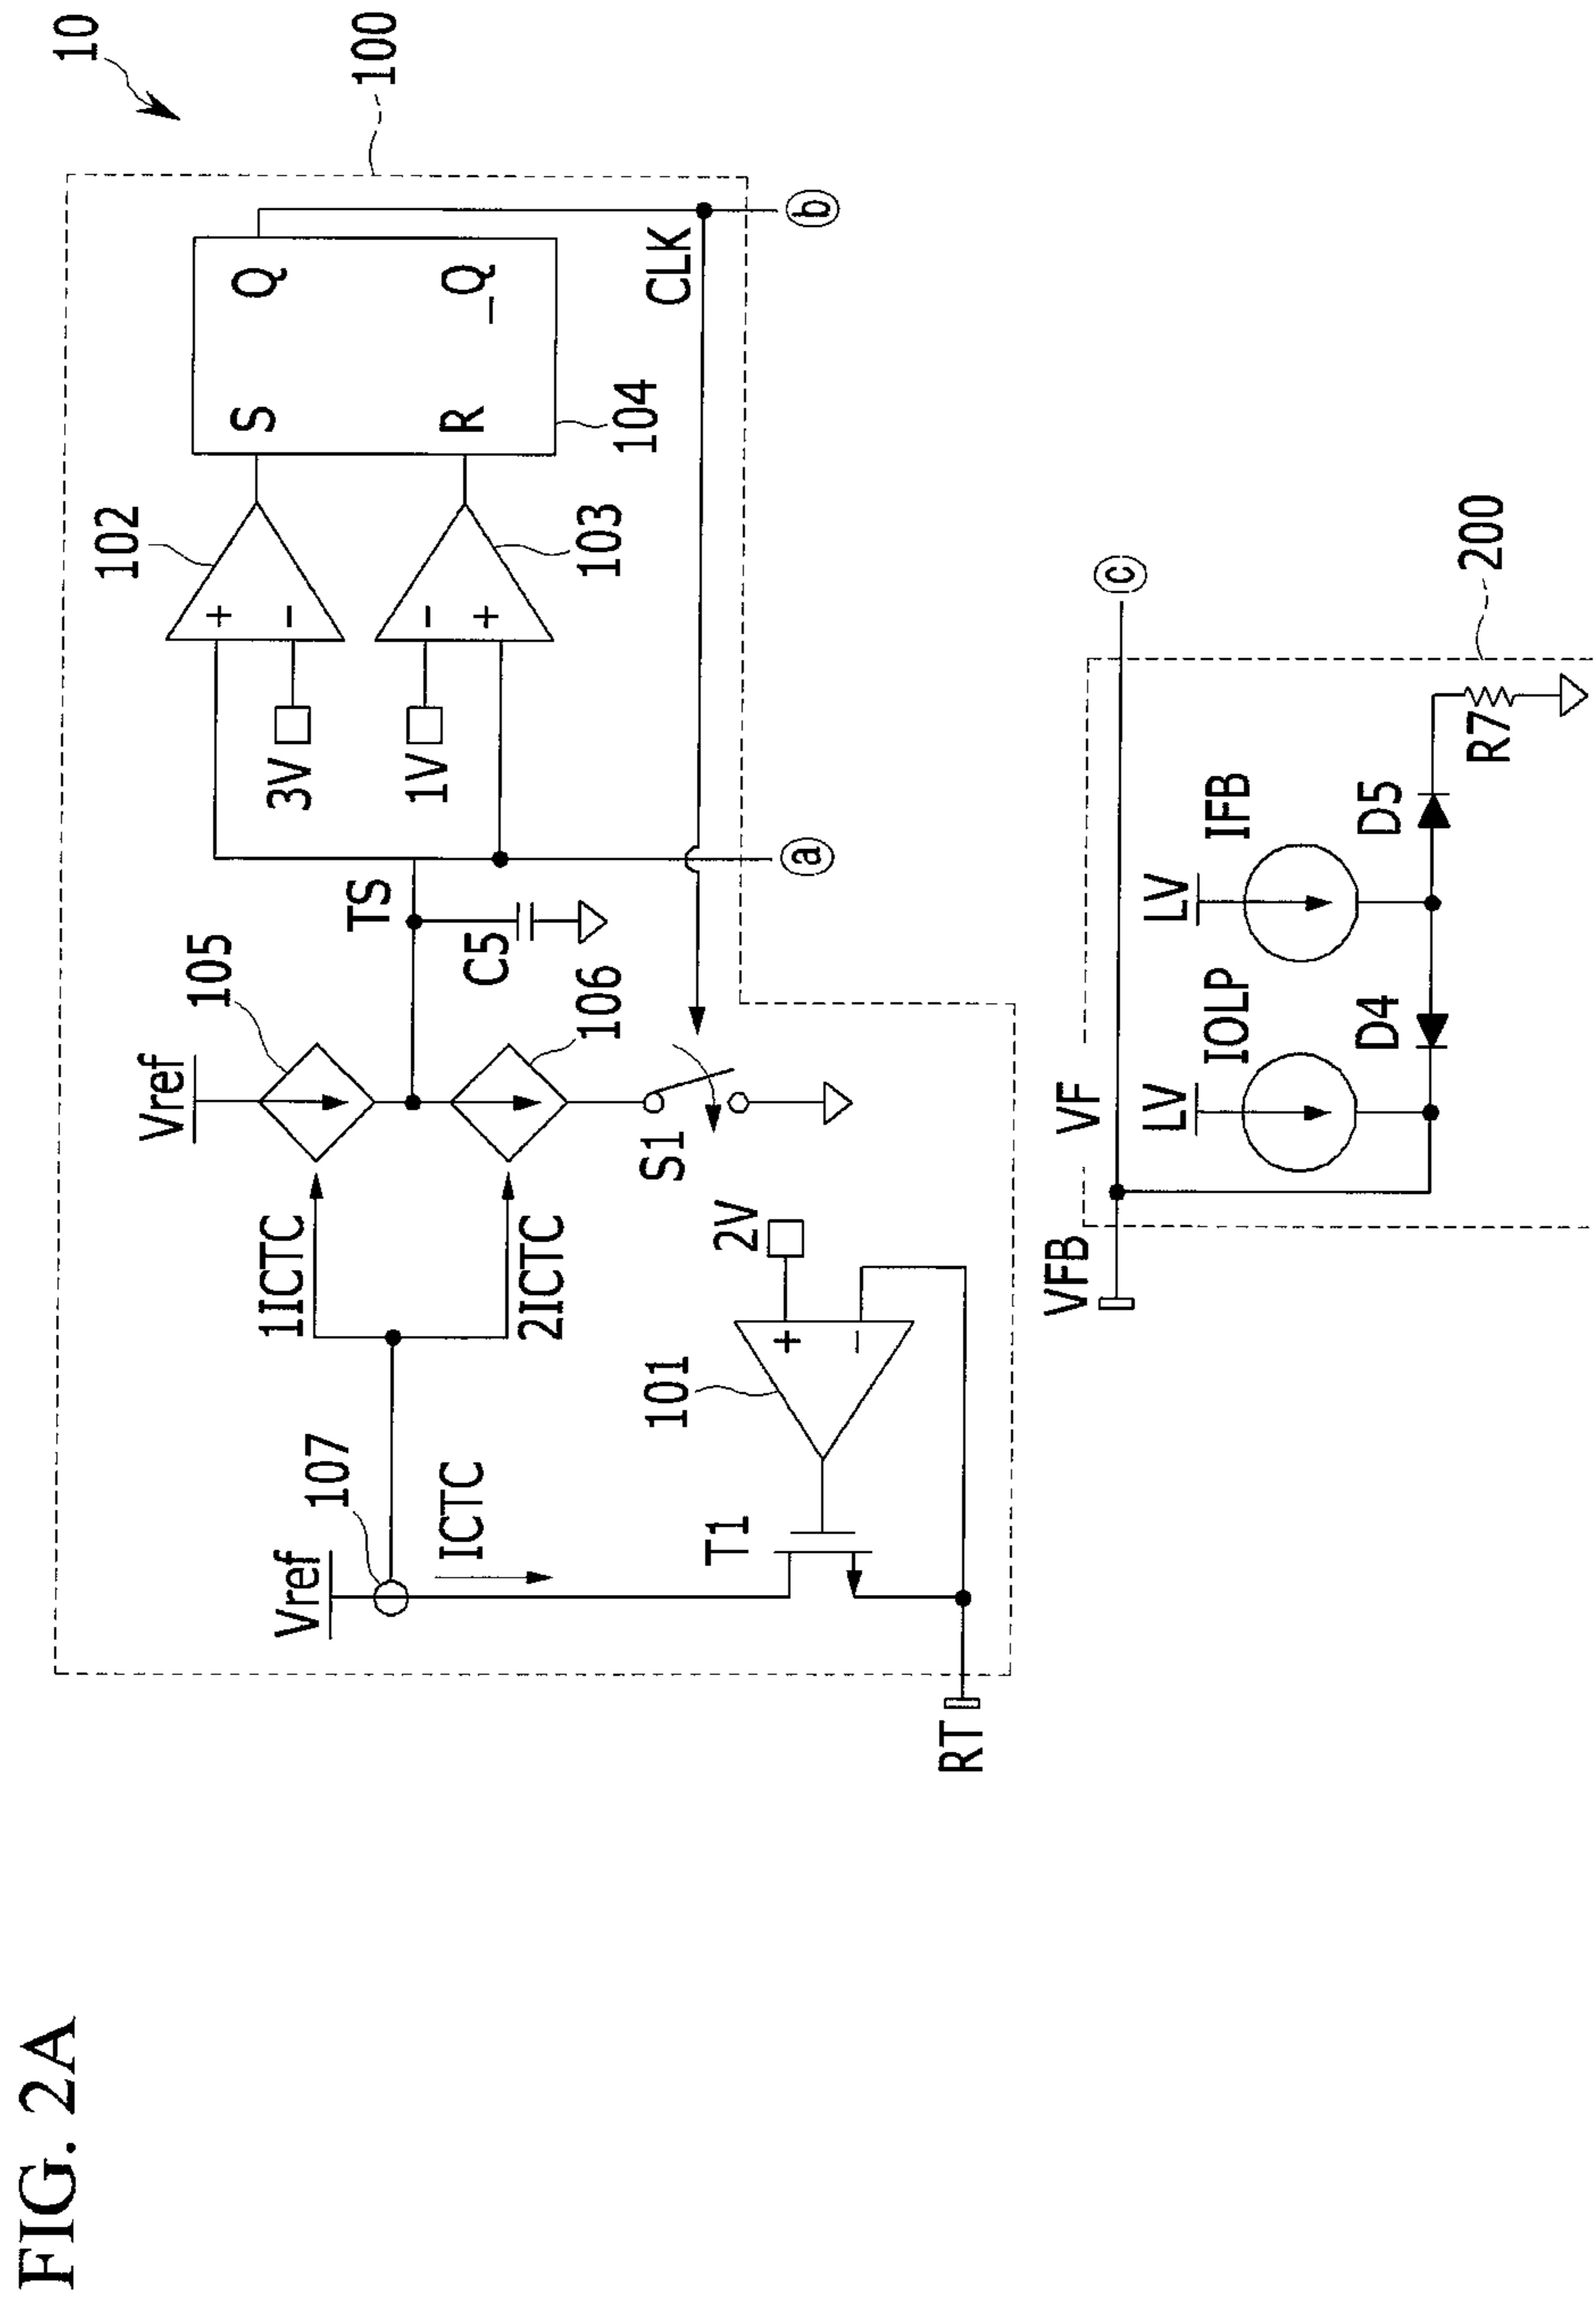 FIG. 2A
10
100
Vref
107
ICTC
1ICTC
2ICTC
Vref
105
106
TS
C5
S1
102
+
−
3V
103
−
+
1V
S
Q
R
_Q
104
CLK
a
b
101
2V
+
−
T1
RT
VFB
VF
c
200
LV
IOLP
LV
IFB
D4
D5
R7